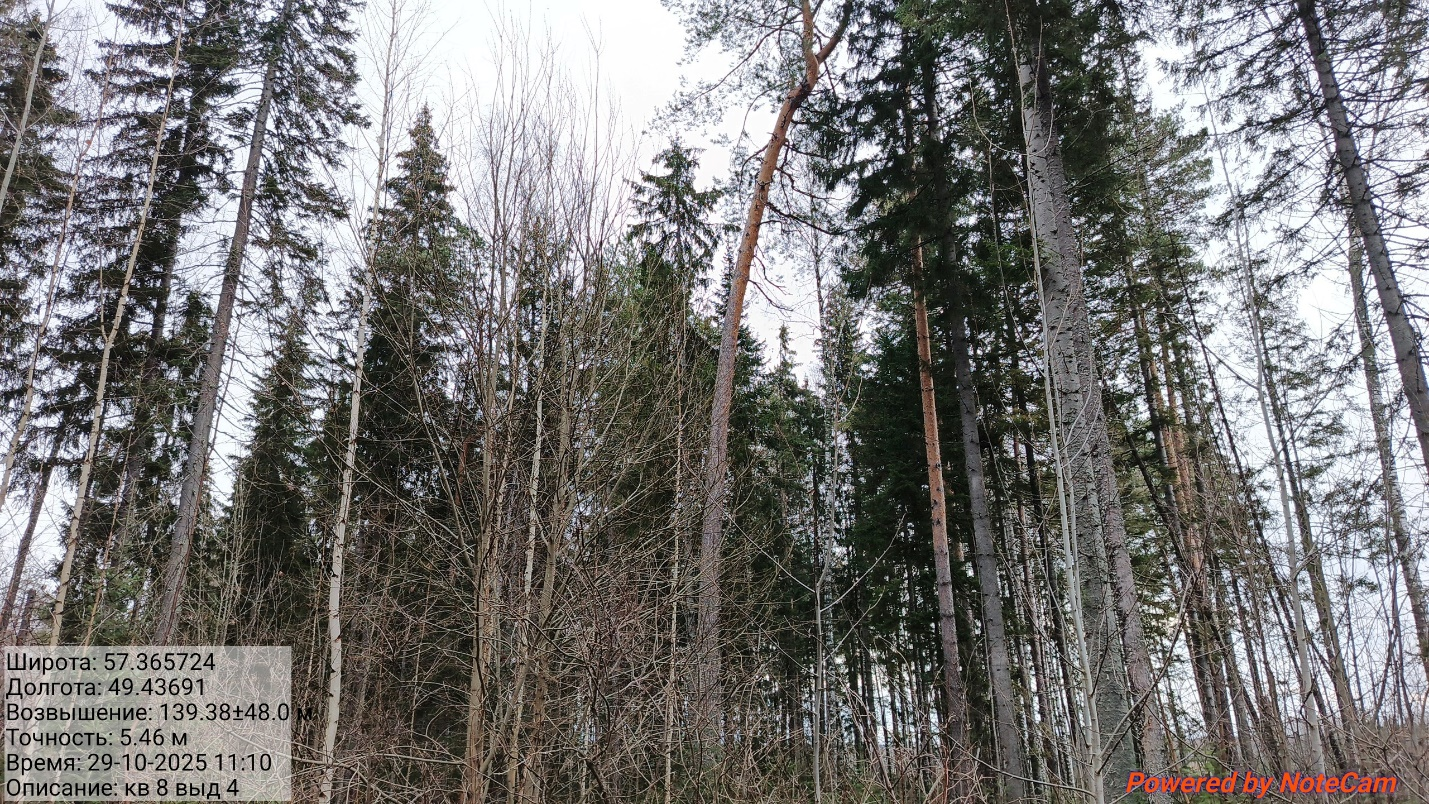 Широта: 57.365724
Долгота: 49.43691
Возвышение: 139.38±48.0 м
Точность: 5.46 м
Время: 29-10-2025 11:10
Описание: кв 8 выд 4
Powered by NoteCam